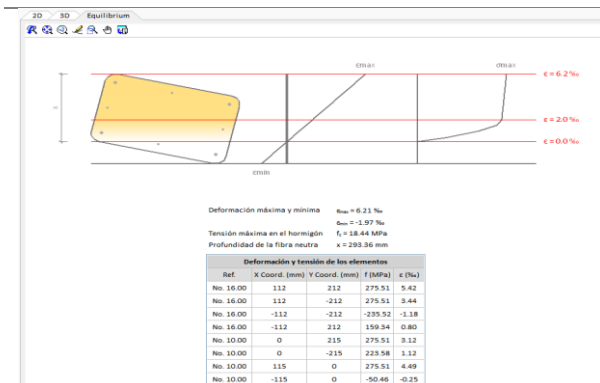 2D 3D Equilibrium
εmax σmax
ε = 6.2 ‰
ε = 2.0 ‰
x
ε = 0.0 ‰
εmin
Deformación máxima y mínima εmax = 6.21 ‰
εmin = -1.97 ‰
Tensión máxima en el hormigón fc = 18.44 MPa
Profundidad de la fibra neutra x = 293.36 mm
Deformación y tensión de los elementos
Ref. X Coord. (mm) Y Coord. (mm) f (MPa) ε (‰)
No. 16.00 112 212 275.51 5.42
No. 16.00 112 -212 275.51 3.44
No. 16.00 -112 -212 -235.52 -1.18
No. 16.00 -112 212 159.34 0.80
No. 10.00 0 215 275.51 3.12
No. 10.00 0 -215 223.58 1.12
No. 10.00 115 0 275.51 4.49
No. 10.00 -115 0 -50.46 -0.25